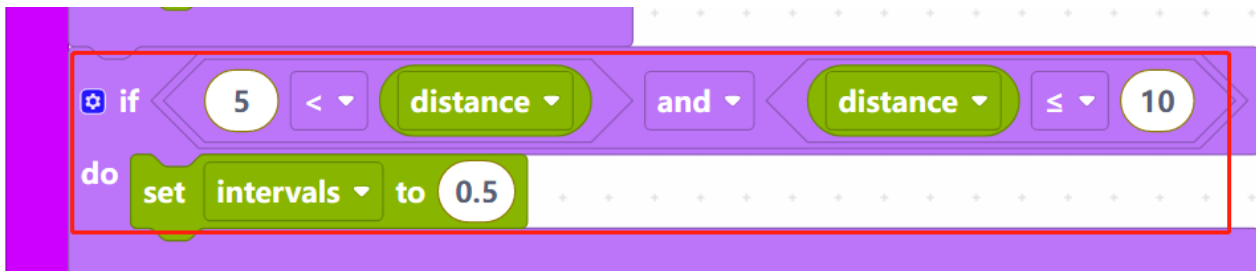 if 5 < distance and distance ≤ 10
do set intervals to 0.5